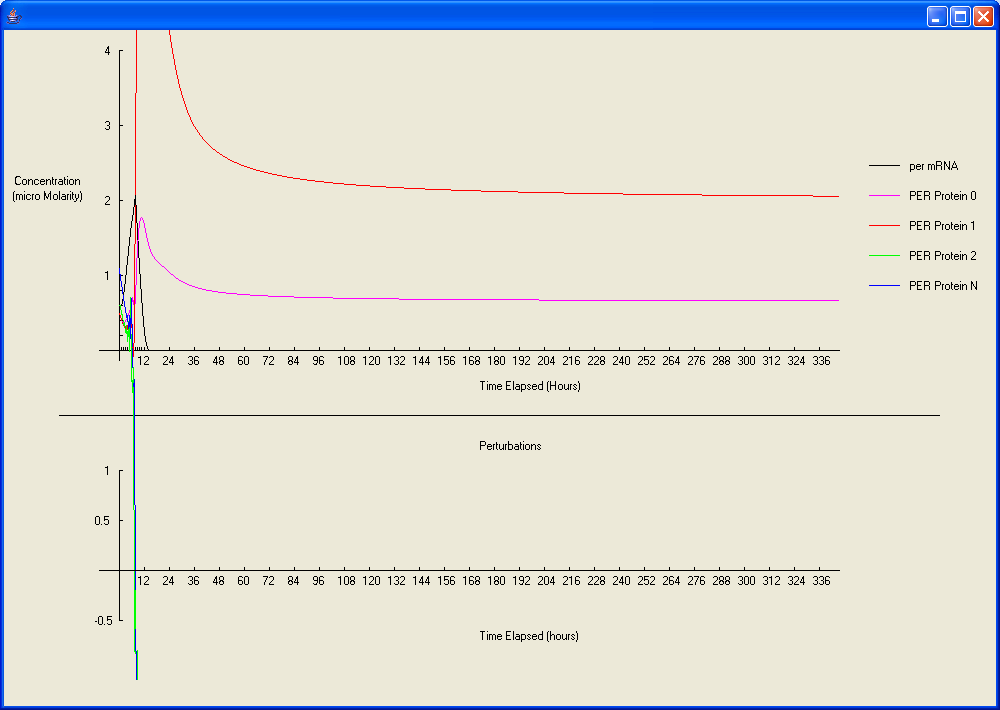 4
3
Concentration
(micro Molarity)
2
1
per mRNA
PER Protein 0
PER Protein 1
PER Protein 2
PER Protein N
12 24 36 48 60 72 84 96 108 120 132 144 156 168 180 192 204 216 228 240 252 264 276 288 300 312 324 336
Time Elapsed (Hours)
Perturbations
1
0.5
12 24 36 48 60 72 84 96 108 120 132 144 156 168 180 192 204 216 228 240 252 264 276 288 300 312 324 336
-0.5
Time Elapsed (hours)